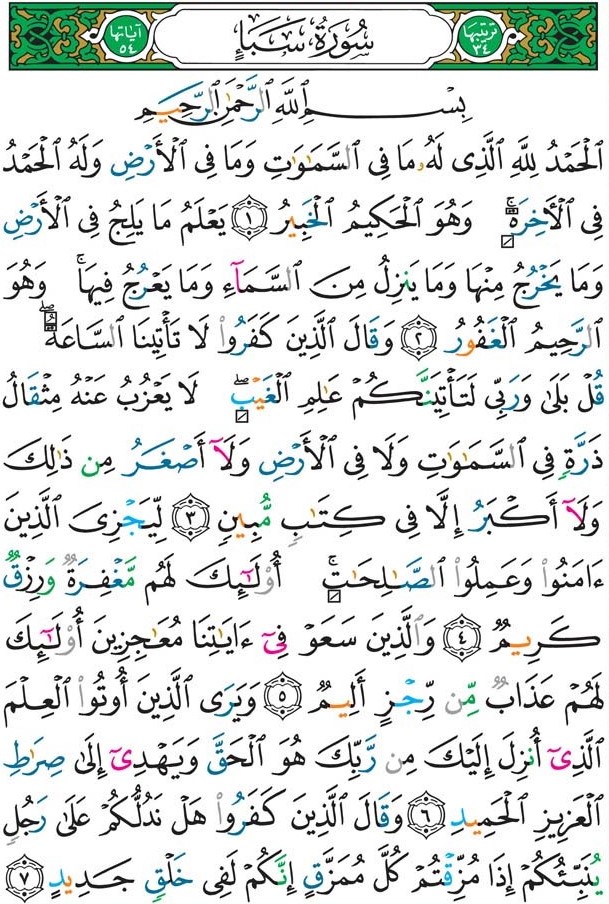 ترتيبها ٣٤ سُورَةُ سَبَإٍ آياتها ٥٤
بِسْمِ ٱللَّهِ ٱلرَّحْمَٰنِ ٱلرَّحِيمِ
ٱلْحَمْدُ لِلَّهِ ٱلَّذِى لَهُۥ مَا فِى ٱلسَّمَٰوَٰتِ وَمَا فِى ٱلْأَرْضِ وَلَهُ ٱلْحَمْدُ
فِى ٱلْأَخِرَةِ ۚ وَهُوَ ٱلْحَكِيمُ ٱلْخَبِيرُ ١ يَعْلَمُ مَا يَلِجُ فِى ٱلْأَرْضِ
وَمَا يَخْرُجُ مِنْهَا وَمَا يَنزِلُ مِنَ ٱلسَّمَآءِ وَمَا يَعْرُجُ فِيهَا ۚ وَهُوَ
ٱلرَّحِيمُ ٱلْغَفُورُ ٢ وَقَالَ ٱلَّذِينَ كَفَرُوا۟ لَا تَأْتِينَا ٱلسَّاعَةُ ۖ
قُلْ بَلَىٰ وَرَبِّى لَتَأْتِيَنَّكُمْ عَٰلِمِ ٱلْغَيْبِ ۖ لَا يَعْزُبُ عَنْهُ مِثْقَالُ
ذَرَّةٍ فِى ٱلسَّمَٰوَٰتِ وَلَا فِى ٱلْأَرْضِ وَلَآ أَصْغَرُ مِن ذَٰلِكَ
وَلَآ أَكْبَرُ إِلَّا فِى كِتَٰبٍ مُّبِينٍ ٣ لِّيَجْزِىَ ٱلَّذِينَ
ءَامَنُوا۟ وَعَمِلُوا۟ ٱلصَّٰلِحَٰتِ ۚ أُو۟لَٰٓئِكَ لَهُم مَّغْفِرَةٌ وَرِزْقٌ
كَرِيمٌ ٤ وَٱلَّذِينَ سَعَوْ فِىٓ ءَايَٰتِنَا مُعَٰجِزِينَ أُو۟لَٰٓئِكَ
لَهُمْ عَذَابٌ مِّن رِّجْزٍ أَلِيمٌ ٥ وَيَرَى ٱلَّذِينَ أُوتُوا۟ ٱلْعِلْمَ
ٱلَّذِىٓ أُنزِلَ إِلَيْكَ مِن رَّبِّكَ هُوَ ٱلْحَقَّ وَيَهْدِىٓ إِلَىٰ صِرَٰطِ
ٱلْعَزِيزِ ٱلْحَمِيدِ ٦ وَقَالَ ٱلَّذِينَ كَفَرُوا۟ هَلْ نَدُلُّكُمْ عَلَىٰ رَجُلٍ
يُنَبِّئُكُمْ إِذَا مُزِّقْتُمْ كُلَّ مُمَزَّقٍ إِنَّكُمْ لَفِى خَلْقٍ جَدِيدٍ ٧